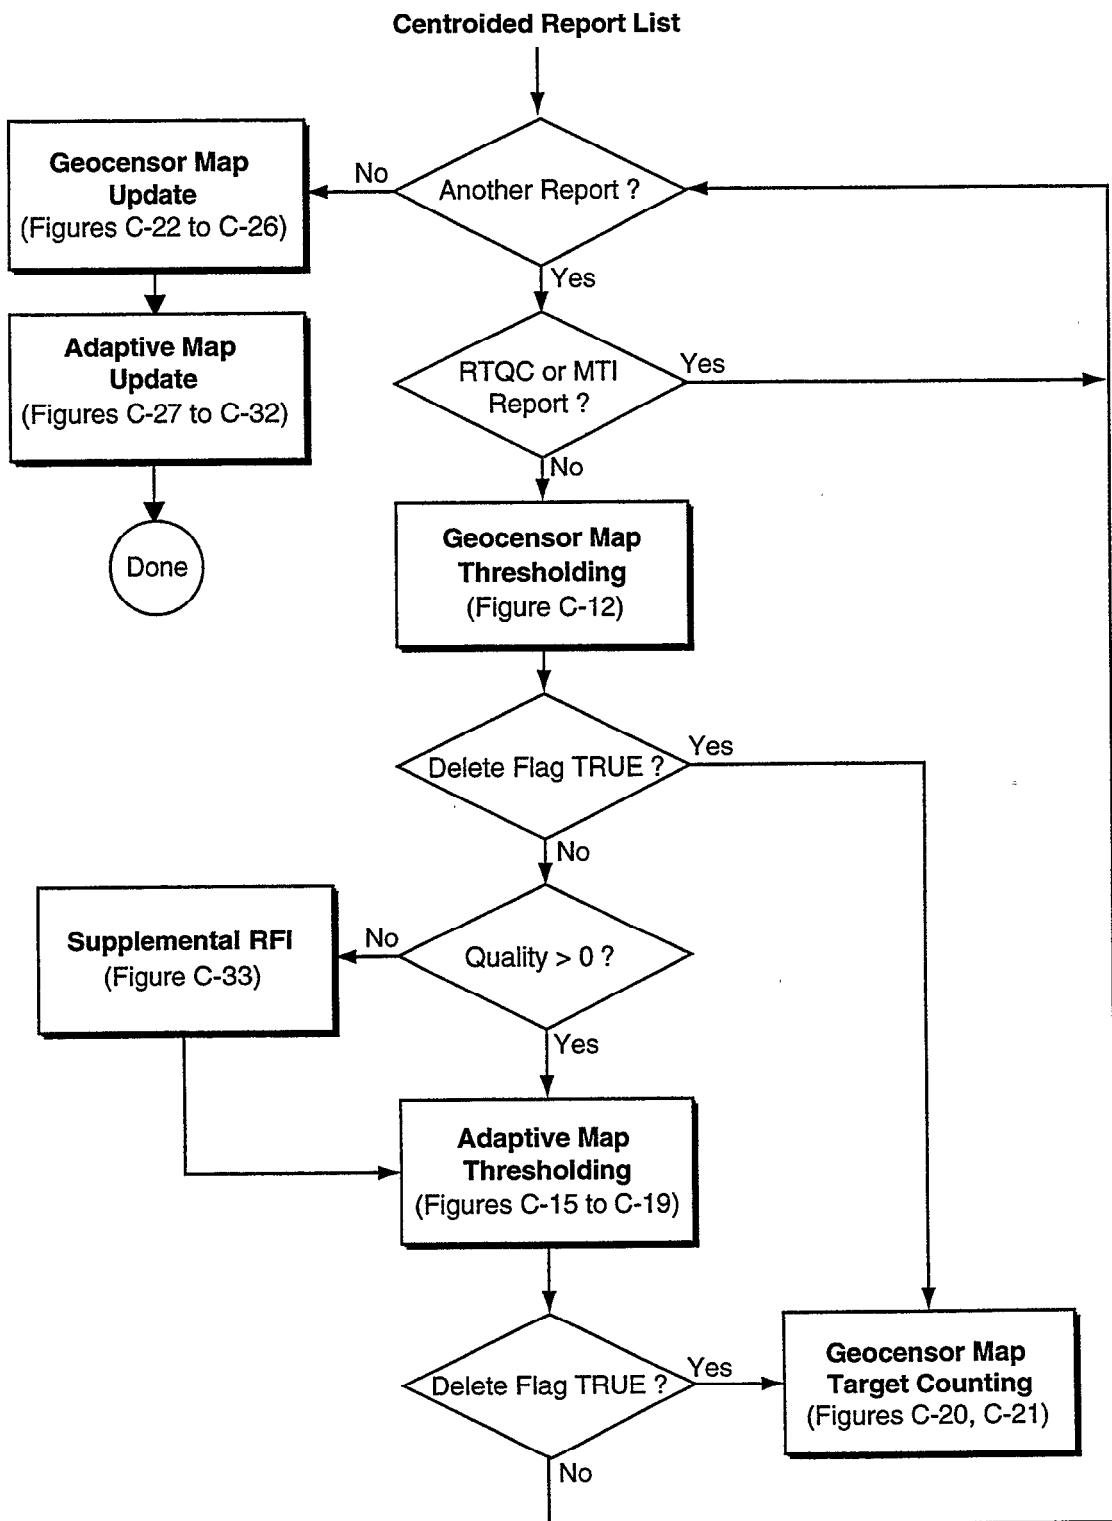 Centroided Report List
Another Report ?
No
Yes
Geocensor Map
Update
(Figures C-22 to C-26)
Adaptive Map
Update
(Figures C-27 to C-32)
Done
RTQC or MTI
Report ?
Yes
No
Geocensor Map
Thresholding
(Figure C-12)
Delete Flag TRUE ?
Yes
No
Quality > 0 ?
No
Yes
Supplemental RFI
(Figure C-33)
Adaptive Map
Thresholding
(Figures C-15 to C-19)
Delete Flag TRUE ?
Yes
No
Geocensor Map
Target Counting
(Figures C-20, C-21)